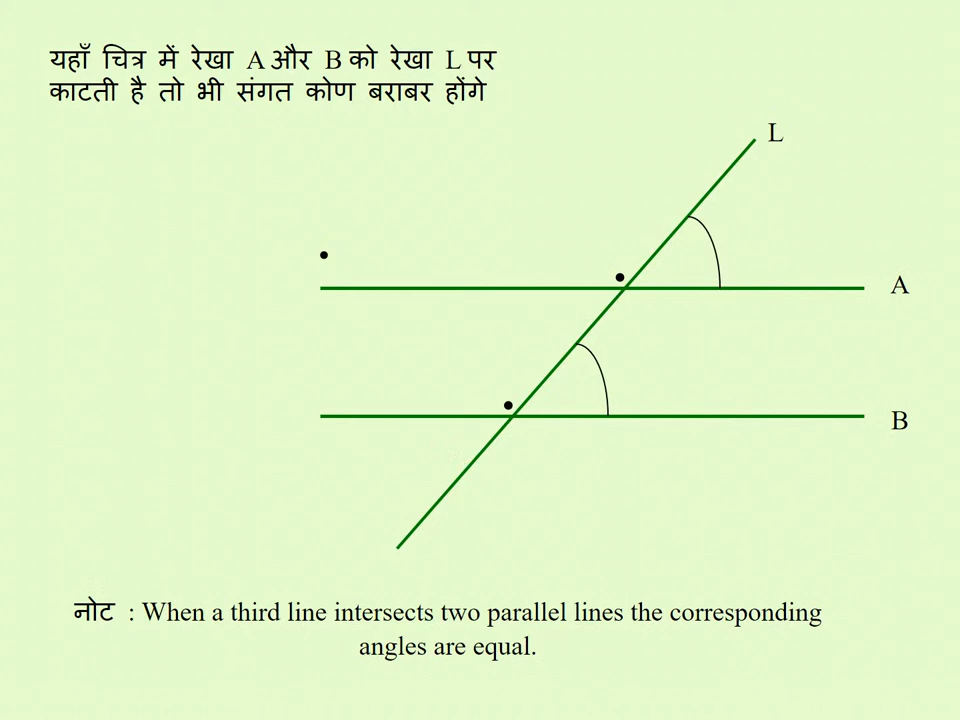 यहाँ चित्र में रेखा A और B को रेखा L पर
काटती है तो भी संगत कोण बराबर होंगे
L
A
B
नोट : When a third line intersects two parallel lines the corresponding
angles are equal.